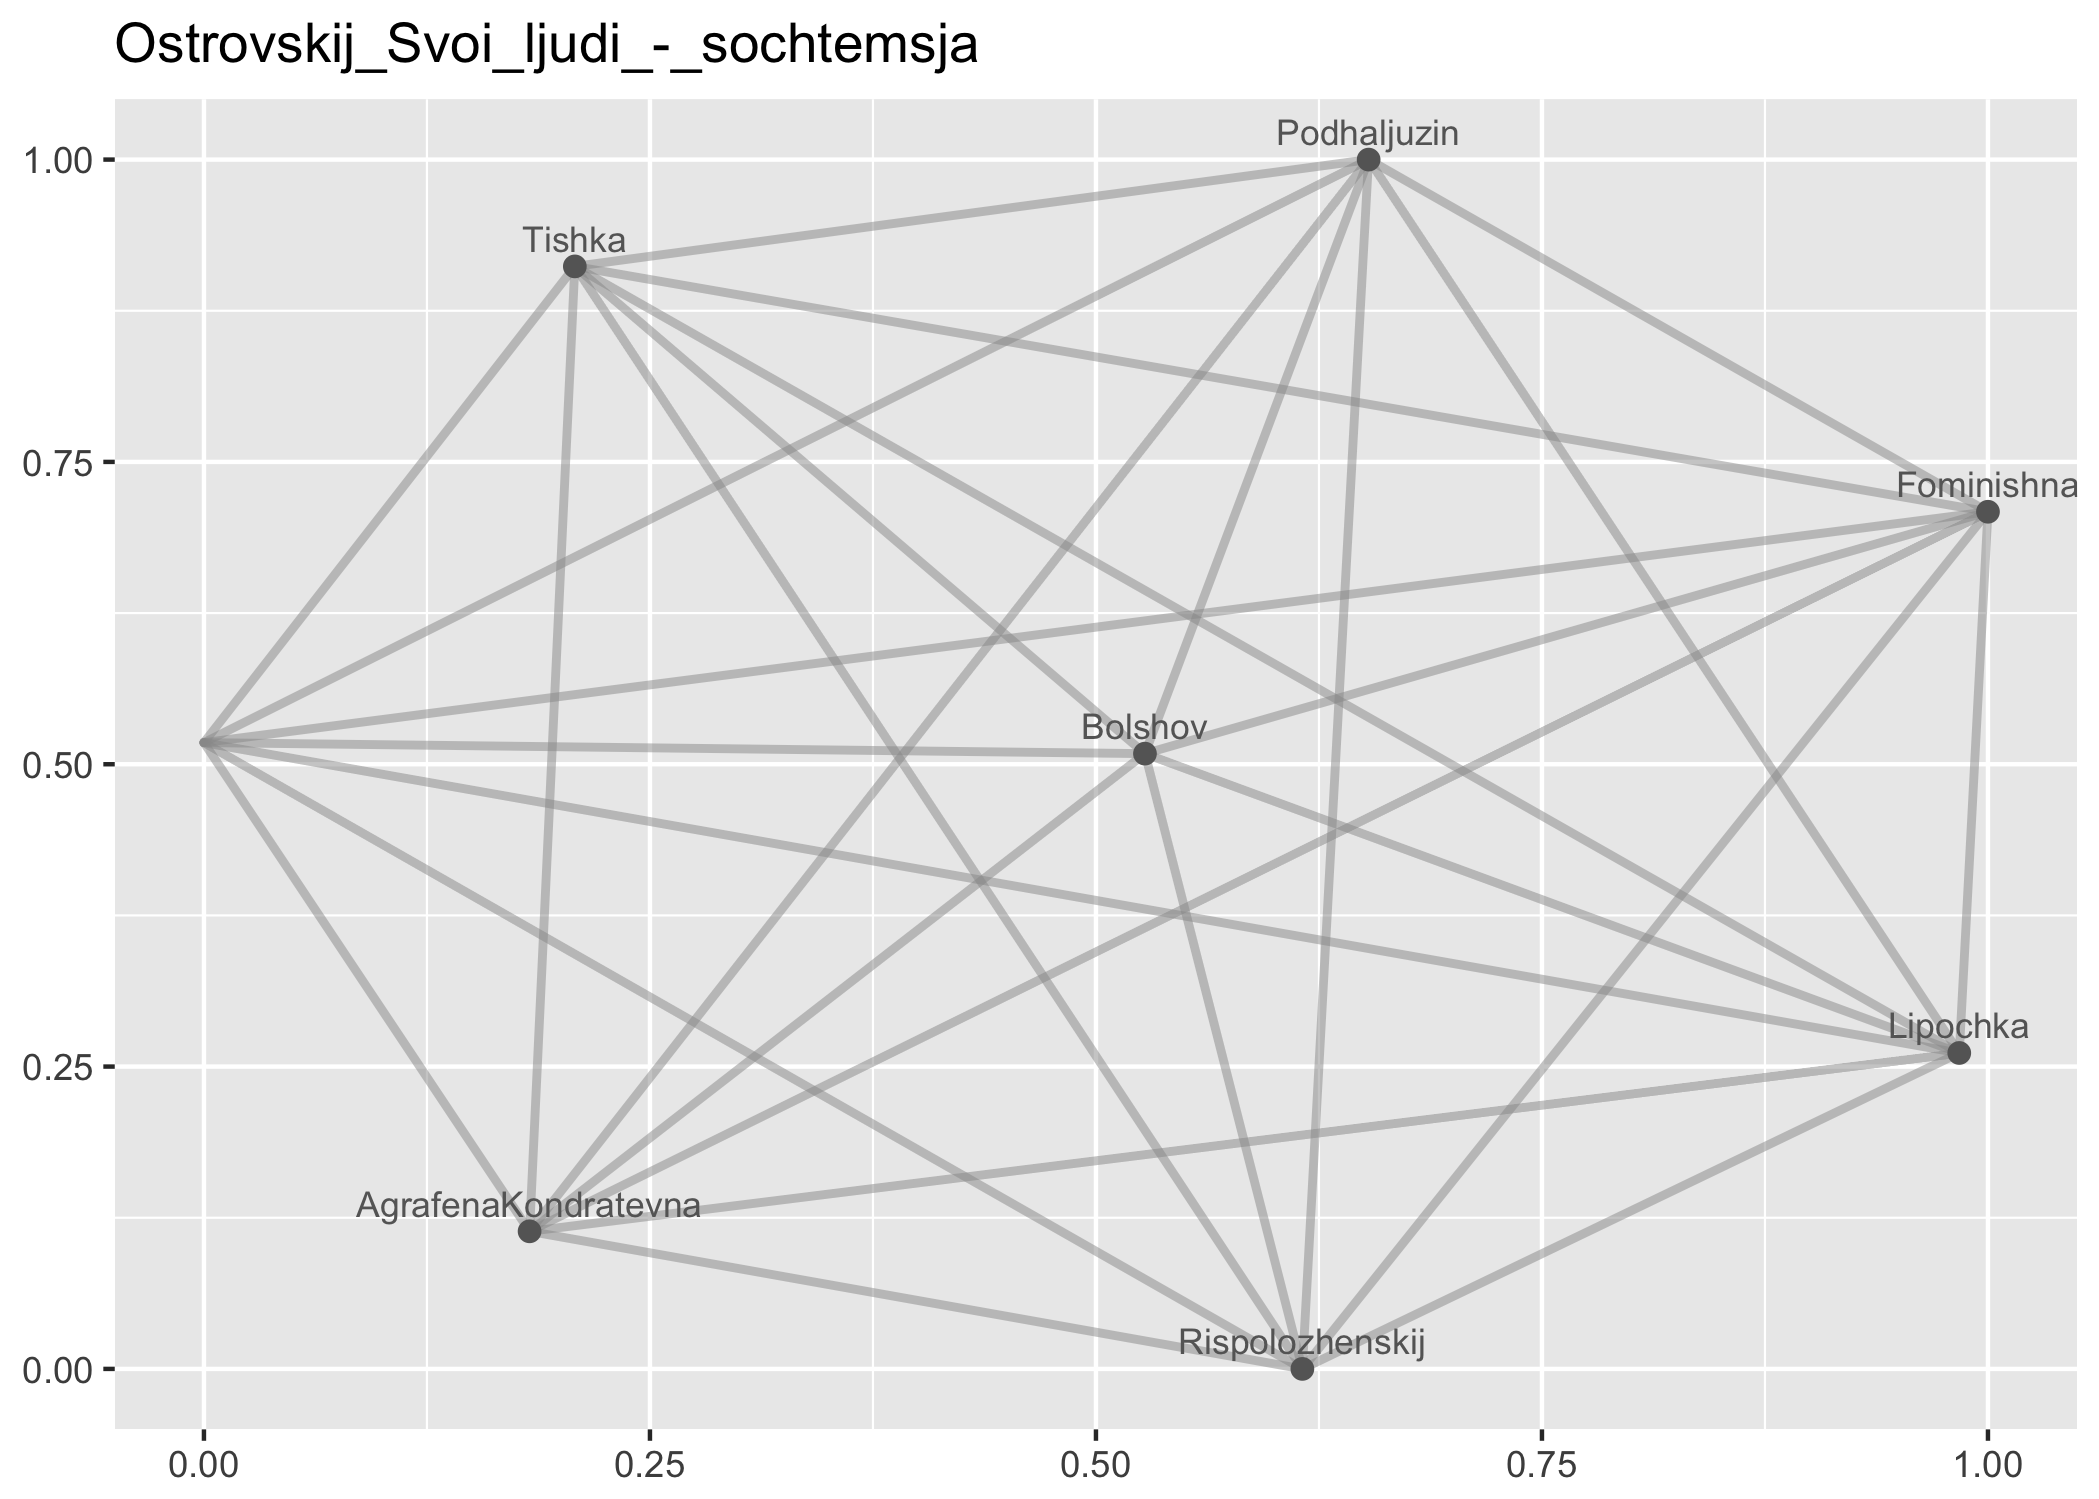 Ostrovskij_Svoi_ljudi_-_sochtemsja
Podhaljuzin
1.00
Tishka
0.75
Fominishna
Bolshov
0.50
Lipochka
0.25
AgrafenaKondratevna
Rispolozhenskij
0.00
0.00 0.25 0.50 0.75 1.00